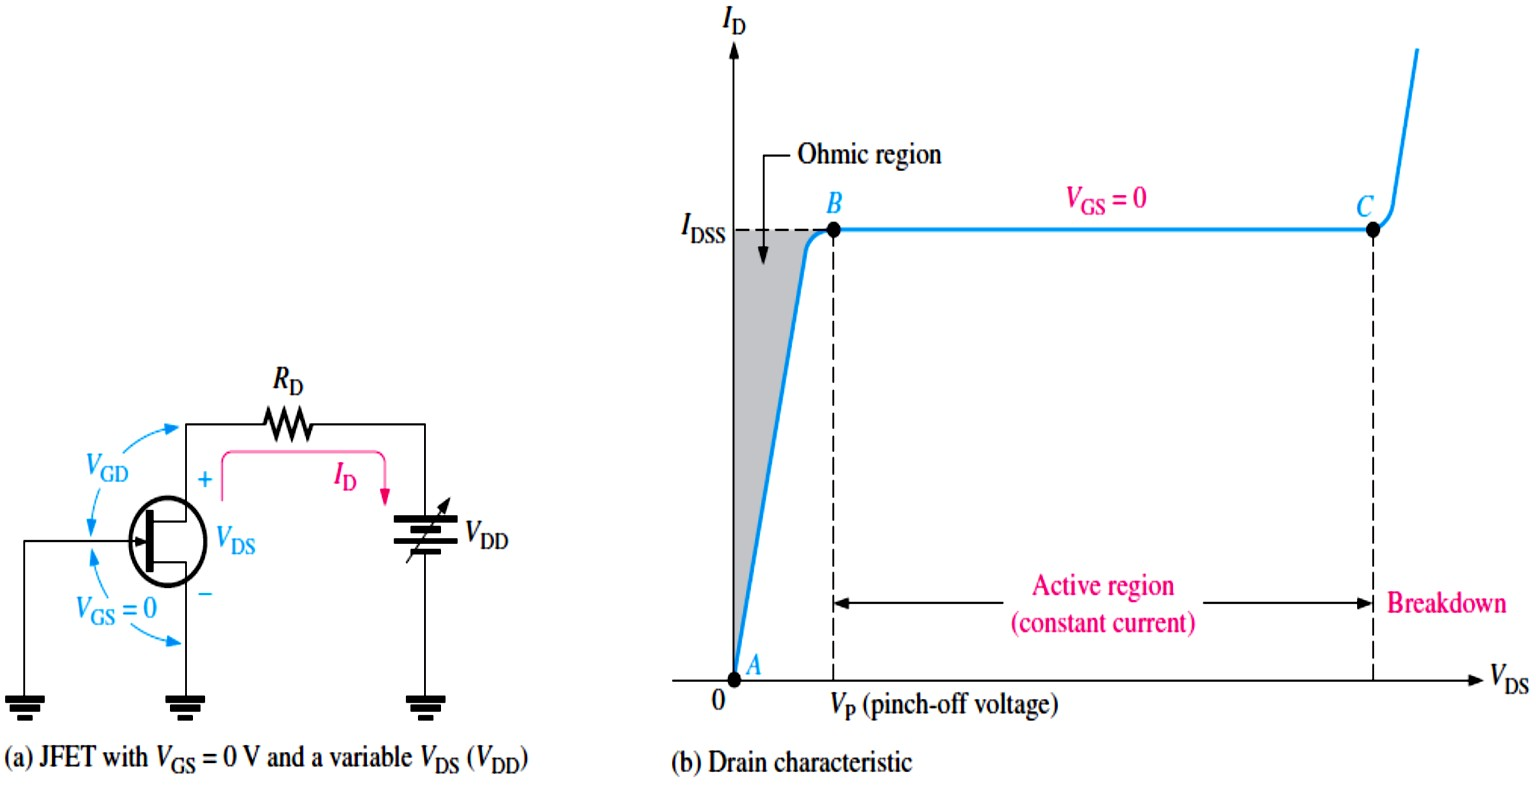 R_D
V_GD
+
I_D
V_DS
V_DD
V_GS = 0
−
(a) JFET with V_GS = 0 V and a variable V_DS (V_DD)
I_D
Ohmic region
I_DSS
B
V_GS = 0
C
Active region
(constant current)
Breakdown
A
0
V_P (pinch-off voltage)
V_DS
(b) Drain characteristic